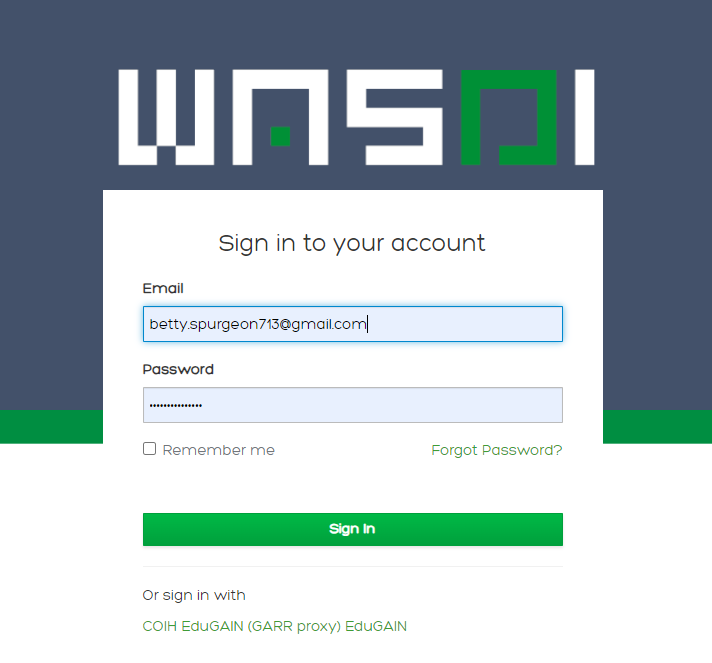 WASDI
Sign in to your account
Email
betty.spurgeon713@gmail.com
Password
•••••••••••••••
Remember me Forgot Password?
Sign In
Or sign in with
COIH EduGAIN (GARR proxy) EduGAIN